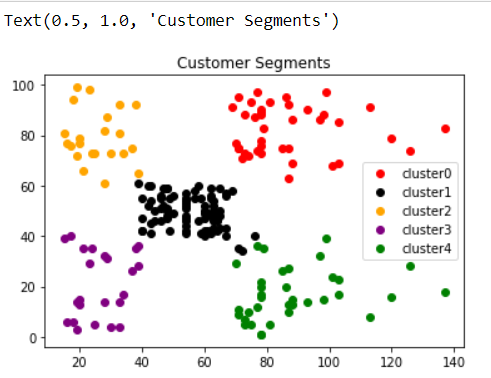 Text(0.5, 1.0, 'Customer Segments')
Customer Segments
100
80
60
40
20
0
cluster0
cluster1
cluster2
cluster3
cluster4
20 40 60 80 100 120 140